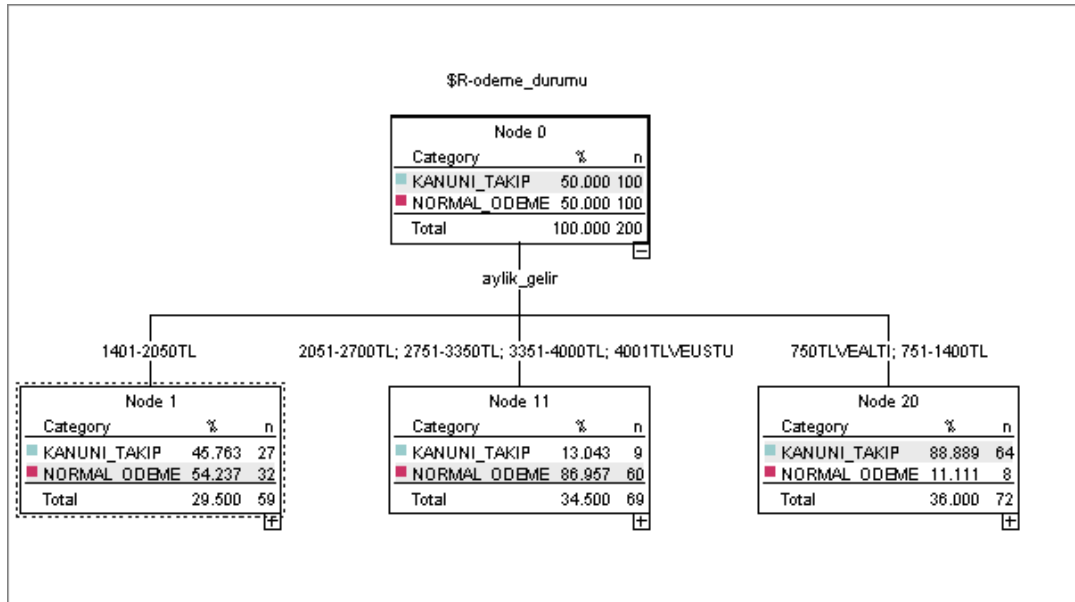 $R-odeme_durumu
Node 0
Category % n
KANUNI_TAKIP 50.000 100
NORMAL_ODEME 50.000 100
Total 100.000 200
aylik_gelir
1401-2050TL
2051-2700TL; 2751-3350TL; 3351-4000TL; 4001TLVEUSTU
750TLVEALTI; 751-1400TL
Node 1
Category % n
KANUNI_TAKIP 45.763 27
NORMAL_ODEME 54.237 32
Total 29.500 59
Node 11
Category % n
KANUNI_TAKIP 13.043 9
NORMAL_ODEME 86.957 60
Total 34.500 69
Node 20
Category % n
KANUNI_TAKIP 88.889 64
NORMAL_ODEME 11.111 8
Total 36.000 72